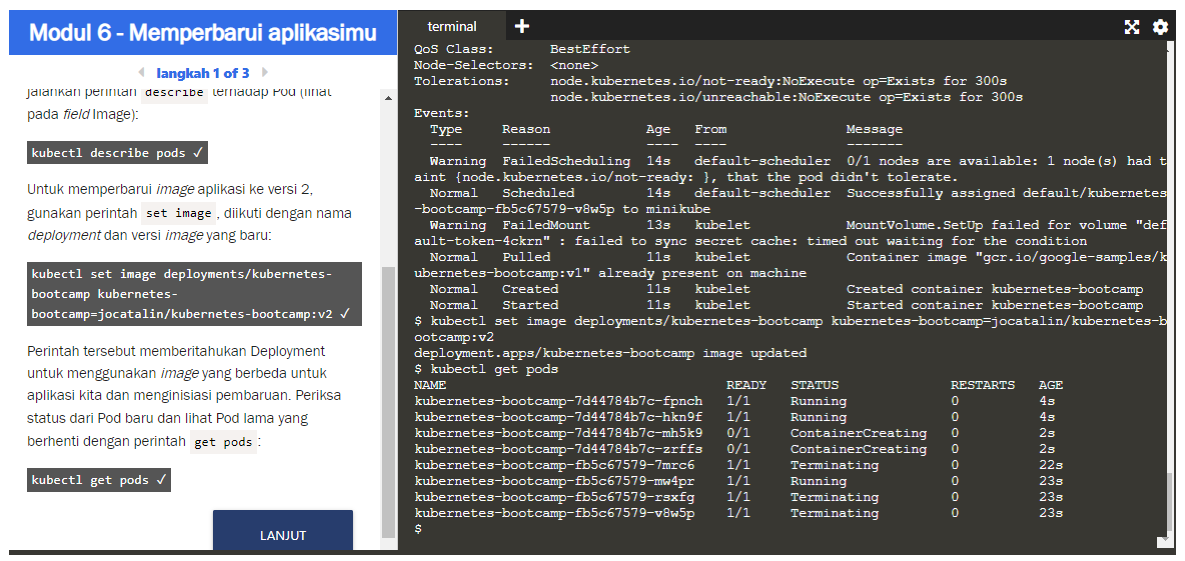 Modul 6 - Memperbarui aplikasimu
langkah 1 of 3
jalankan perintah describe terhadap Pod (lihat
pada field Image):
kubectl describe pods ✓
Untuk memperbarui image aplikasi ke versi 2,
gunakan perintah set image, diikuti dengan nama
deployment dan versi image yang baru:
kubectl set image deployments/kubernetes-
bootcamp kubernetes-
bootcamp=jocatalin/kubernetes-bootcamp:v2 ✓
Perintah tersebut memberitahukan Deployment
untuk menggunakan image yang berbeda untuk
aplikasi kita dan menginisiasi pembaruan. Periksa
status dari Pod baru dan lihat Pod lama yang
berhenti dengan perintah get pods:
kubectl get pods ✓
LANJUT
terminal +
QoS Class:       BestEffort
Node-Selectors:  <none>
Tolerations:     node.kubernetes.io/not-ready:NoExecute op=Exists for 300s
                 node.kubernetes.io/unreachable:NoExecute op=Exists for 300s
Events:
  Type     Reason            Age   From               Message
  ----     ------            ----  ----               -------
  Warning  FailedScheduling  14s   default-scheduler  0/1 nodes are available: 1 node(s) had t
aint {node.kubernetes.io/not-ready: }, that the pod didn't tolerate.
  Normal   Scheduled         14s   default-scheduler  Successfully assigned default/kubernetes
-bootcamp-fb5c67579-v8w5p to minikube
  Warning  FailedMount       13s   kubelet            MountVolume.SetUp failed for volume "def
ault-token-4ckrn" : failed to sync secret cache: timed out waiting for the condition
  Normal   Pulled            11s   kubelet            Container image "gcr.io/google-samples/k
ubernetes-bootcamp:v1" already present on machine
  Normal   Created           11s   kubelet            Created container kubernetes-bootcamp
  Normal   Started           11s   kubelet            Started container kubernetes-bootcamp
$ kubectl set image deployments/kubernetes-bootcamp kubernetes-bootcamp=jocatalin/kubernetes-b
ootcamp:v2
deployment.apps/kubernetes-bootcamp image updated
$ kubectl get pods
NAME                                   READY   STATUS              RESTARTS   AGE
kubernetes-bootcamp-7d44784b7c-fpnch   1/1     Running             0          4s
kubernetes-bootcamp-7d44784b7c-hkn9f   1/1     Running             0          4s
kubernetes-bootcamp-7d44784b7c-mh5k9   0/1     ContainerCreating   0          2s
kubernetes-bootcamp-7d44784b7c-zrffs   0/1     ContainerCreating   0          2s
kubernetes-bootcamp-fb5c67579-7mrc6    1/1     Terminating         0          22s
kubernetes-bootcamp-fb5c67579-mw4pr    1/1     Running             0          23s
kubernetes-bootcamp-fb5c67579-rsxfg    1/1     Terminating         0          23s
kubernetes-bootcamp-fb5c67579-v8w5p    1/1     Terminating         0          23s
$